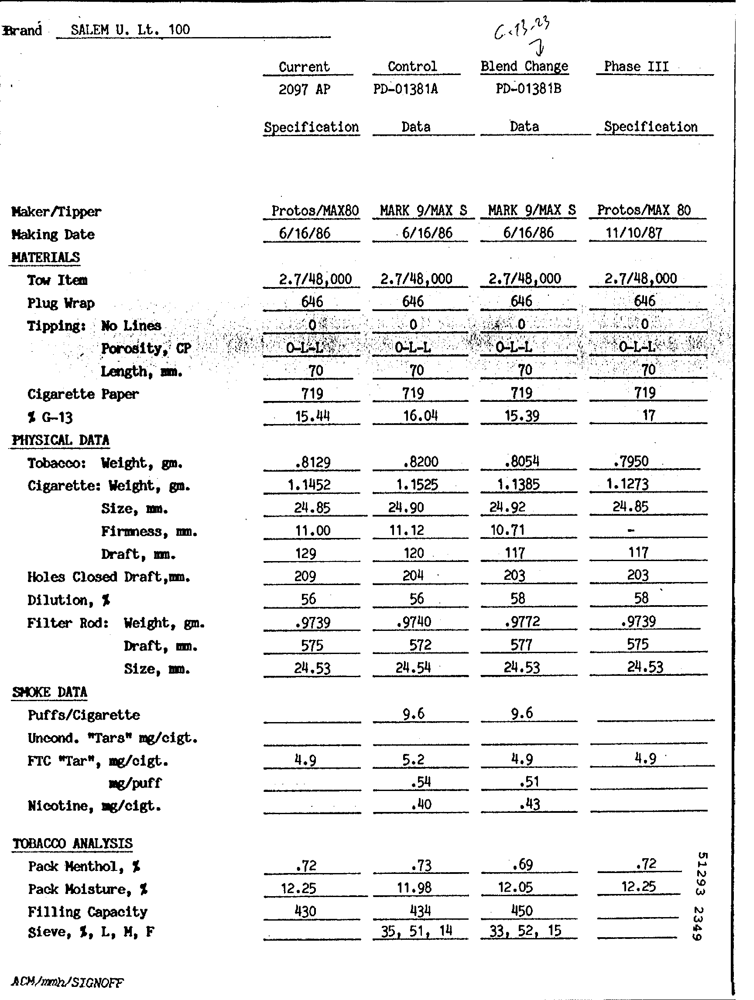 Brand SALEM U. Lt. 100
6.13.23
Current Control Blend Change Phase III
2097 AP PD-01381A PD-01381B
Specification Data Data Specification
Maker/Tipper Protos/MAX80 MARK 9/MAX S MARK 9/MAX S Protos/MAX 80
Making Date 6/16/86 6/16/86 6/16/86 11/10/87
MATERIALS
Tow Item 2.7/48,000 2.7/48,000 2.7/48,000 2.7/48,000
Plug Wrap 646 646 646 646
Tipping: No Lines 0 0 0 0
Porosity, CP O-L-L O-L-L O-L-L O-L-L
Length, mm. 70 70 70 70
Cigarette Paper 719 719 719 719
% G-13 15.44 16.04 15.39 17
PHYSICAL DATA
Tobacco: Weight, gm. .8129 .8200 .8054 .7950
Cigarette: Weight, gm. 1.1452 1.1525 1.1385 1.1273
Size, mm. 24.85 24.90 24.92 24.85
Firmness, mm. 11.00 11.12 10.71 -
Draft, mm. 129 120 117 117
Holes Closed Draft,mm. 209 204 203 203
Dilution, % 56 56 58 58
Filter Rod: Weight, gm. .9739 .9740 .9772 .9739
Draft, mm. 575 572 577 575
Size, mm. 24.53 24.54 24.53 24.53
SMOKE DATA
Puffs/Cigarette 9.6 9.6
Uncond. "Tars" mg/cigt.
FTC "Tar", mg/cigt. 4.9 5.2 4.9 4.9
mg/puff .54 .51
Nicotine, mg/cigt. .40 .43
TOBACCO ANALYSIS
Pack Menthol, % .72 .73 .69 .72
Pack Moisture, % 12.25 11.98 12.05 12.25
Filling Capacity 430 434 450
Sieve, %, L, M, F 35, 51, 14 33, 52, 15
51293 2349
ACM/mmh/SIGNOFF